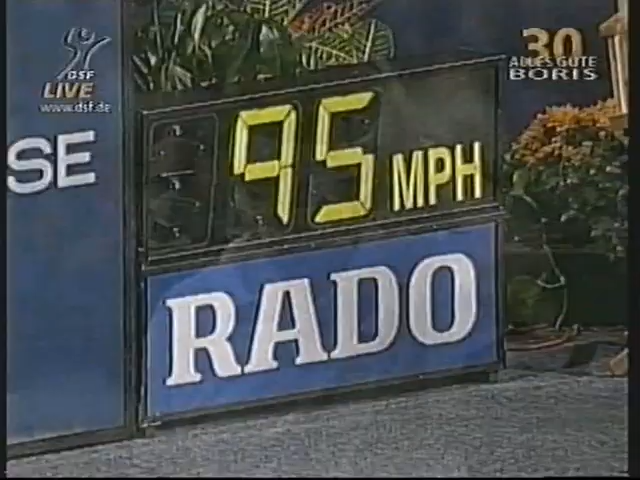 DSF
LIVE
www.dsf.de
30
ALLES GUTE
BORIS
SE
95 MPH
RADO